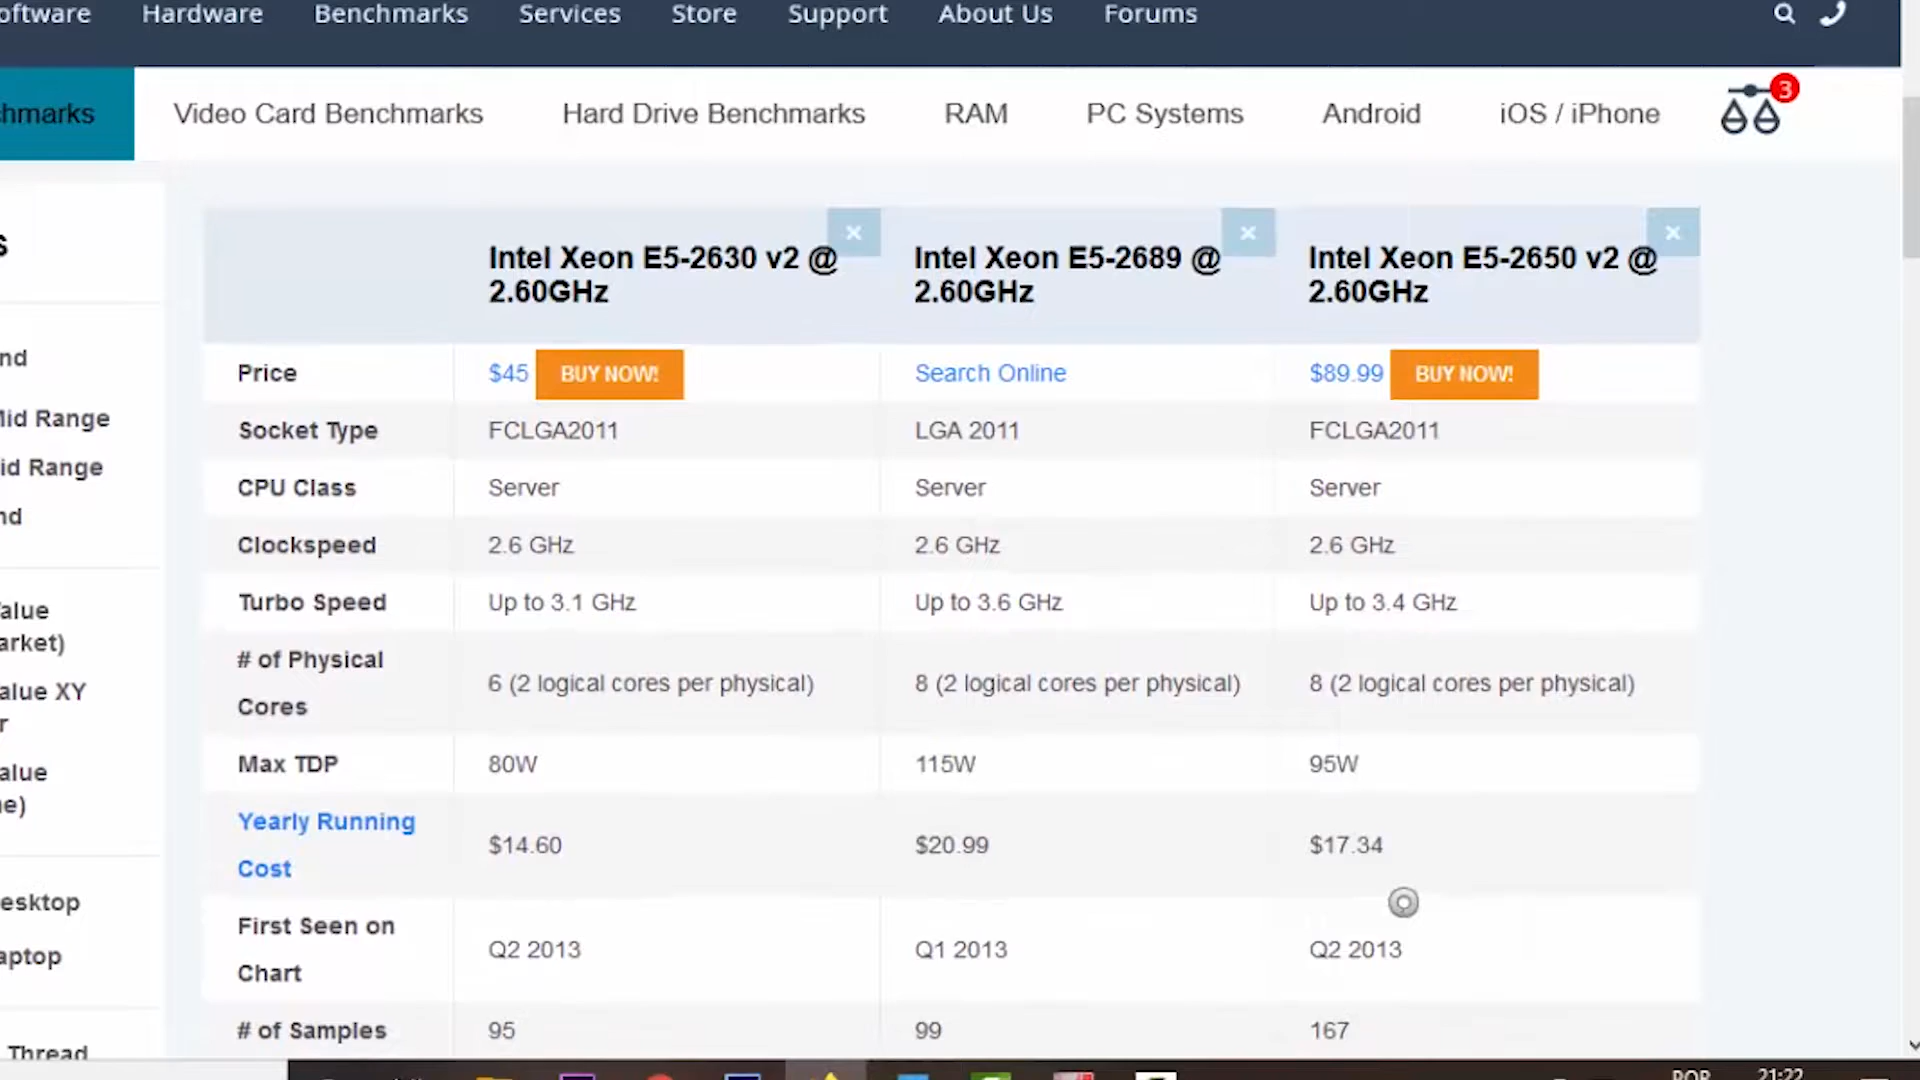 oftware Hardware Benchmarks Services Store Support About Us Forums
hmarks Video Card Benchmarks Hard Drive Benchmarks RAM PC Systems Android iOS / iPhone 3
Intel Xeon E5-2630 v2 @ 2.60GHz
Intel Xeon E5-2689 @ 2.60GHz
Intel Xeon E5-2650 v2 @ 2.60GHz
Price $45 BUY NOW! Search Online $89.99 BUY NOW!
Socket Type FCLGA2011 LGA 2011 FCLGA2011
CPU Class Server Server Server
Clockspeed 2.6 GHz 2.6 GHz 2.6 GHz
Turbo Speed Up to 3.1 GHz Up to 3.6 GHz Up to 3.4 GHz
# of Physical Cores 6 (2 logical cores per physical) 8 (2 logical cores per physical) 8 (2 logical cores per physical)
Max TDP 80W 115W 95W
Yearly Running Cost $14.60 $20.99 $17.34
First Seen on Chart Q2 2013 Q1 2013 Q2 2013
# of Samples 95 99 167
s
nd
Mid Range
id Range
nd
alue
arket)
alue XY
r
alue
ne)
esktop
aptop
Thread
POR 21:22